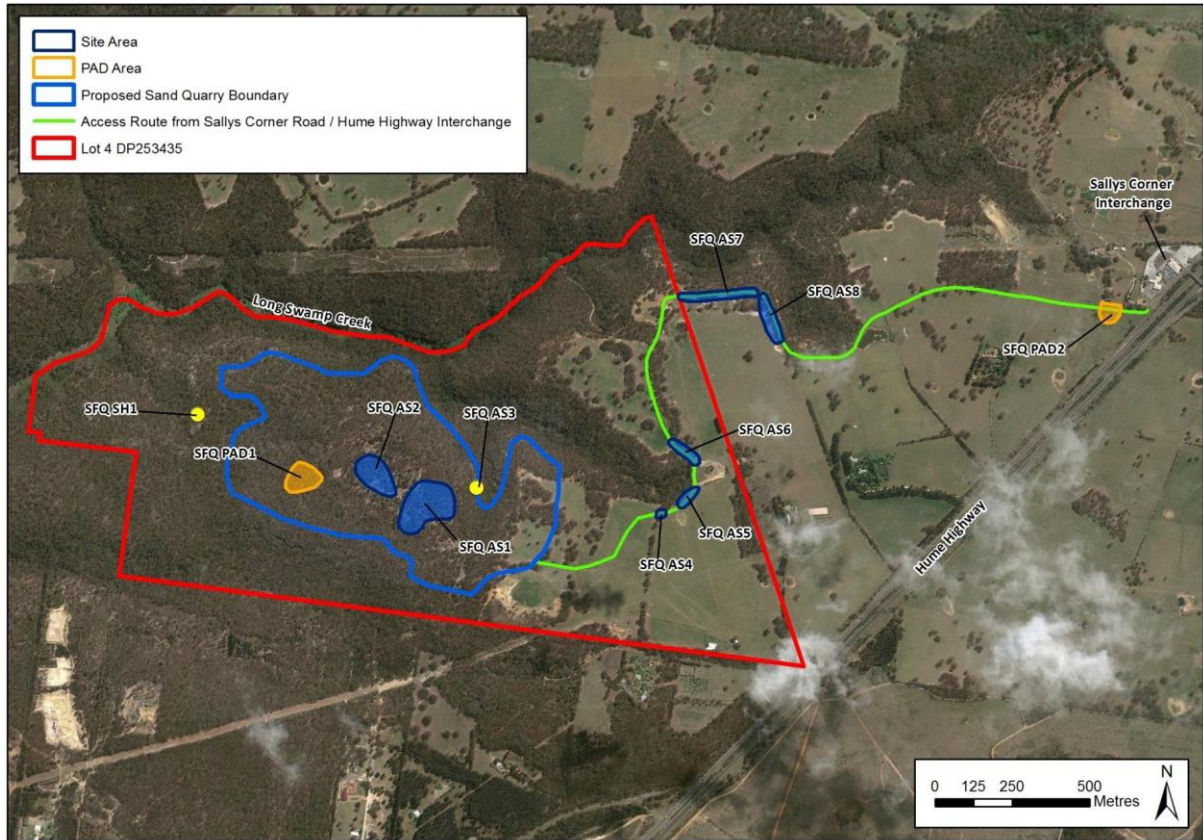 Site Area
PAD Area
Proposed Sand Quarry Boundary
Access Route from Sallys Corner Road / Hume Highway Interchange
Lot 4 DP253435
Sallys Corner
Interchange
SFQ AS7
SFQ AS8
Long Swamp Creek
SFQ PAD2
SFQ SH1
SFQ AS2
SFQ AS3
SFQ AS6
SFQ PAD1
Hume Highway
SFQ AS5
SFQ AS1
SFQ AS4
N
0 125 250 500
Metres